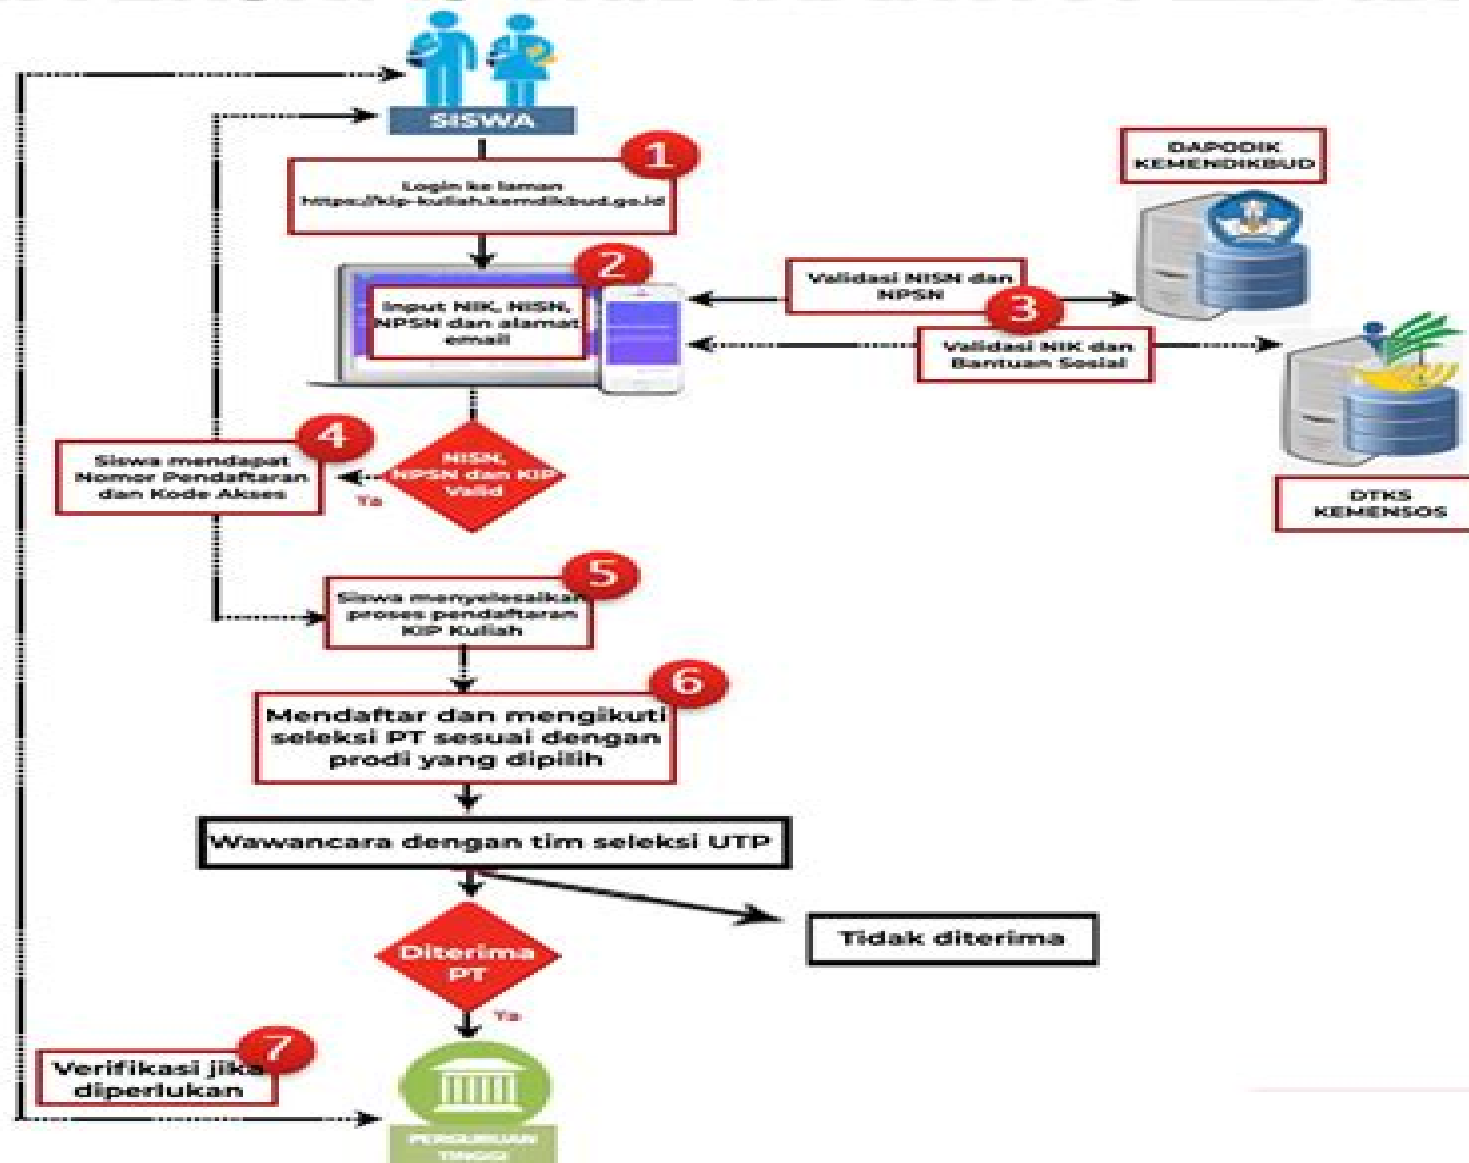 SISWA
1
Login ke laman
https://kip-kuliah.kemdikbud.go.id
2
Input NIK, NISN,
NPSN dan alamat
email
DAPODIK
KEMENDIKBUD
Validasi NISN dan
NPSN
3
Validasi NIK dan
Bantuan Sosial
DTKS
KEMENSOS
4
Siswa mendapat
Nomor Pendaftaran
dan Kode Akses
NISN,
NPSN dan KIP
Valid
Ya
5
Siswa menyelesaikan
proses pendaftaran
KIP Kuliah
6
Mendaftar dan mengikuti
seleksi PT sesuai dengan
prodi yang dipilih
Wawancara dengan tim seleksi UTP
Tidak diterima
Diterima
PT
Ya
7
Verifikasi jika
diperlukan
PERGURUAN
TINGGI